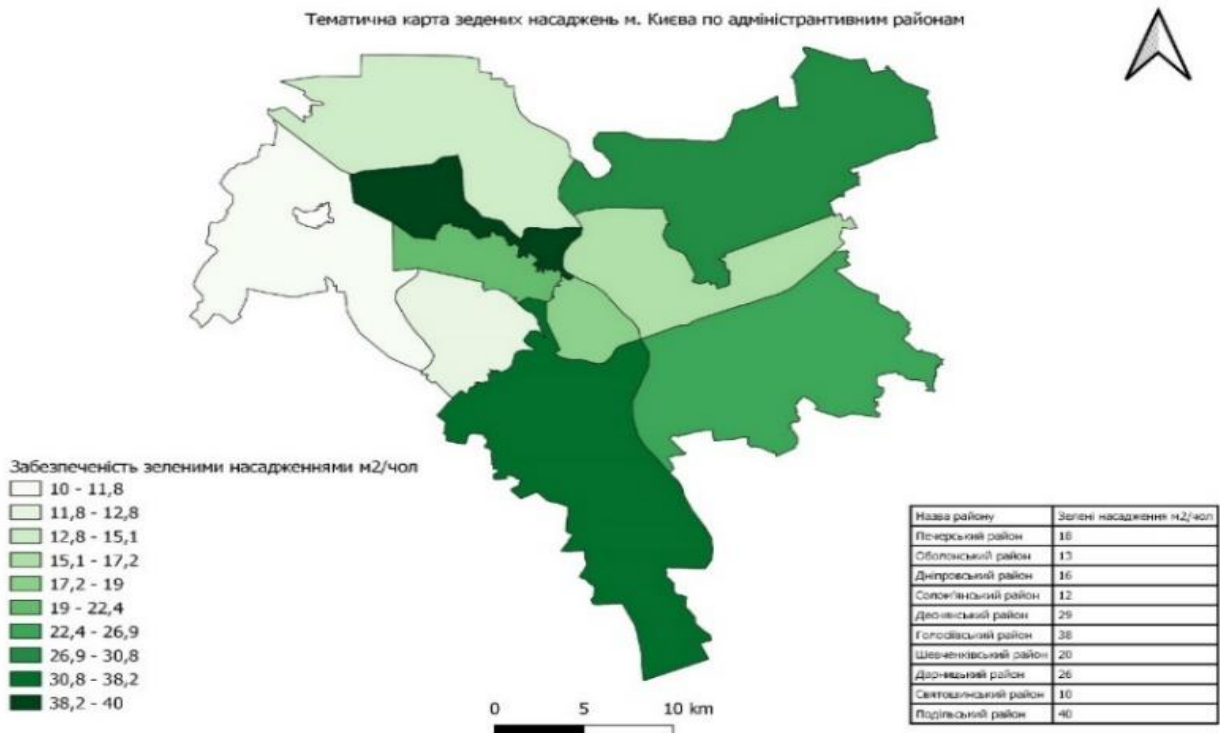 Тематична карта зедених насаджень м. Києва по адміністрантивним районам
Забезпеченість зеленими насадженнями м2/чол
10 - 11,8
11,8 - 12,8
12,8 - 15,1
15,1 - 17,2
17,2 - 19
19 - 22,4
22,4 - 26,9
26,9 - 30,8
30,8 - 38,2
38,2 - 40
0 5 10 km
Назва району Зелені насадження м2/чол
Печерський район 18
Оболонський район 13
Дніпровський район 16
Солом'янський район 12
Деснянський район 29
Голосіївський район 38
Шевченківський район 20
Дарницький район 26
Святошинський район 10
Подільський район 40